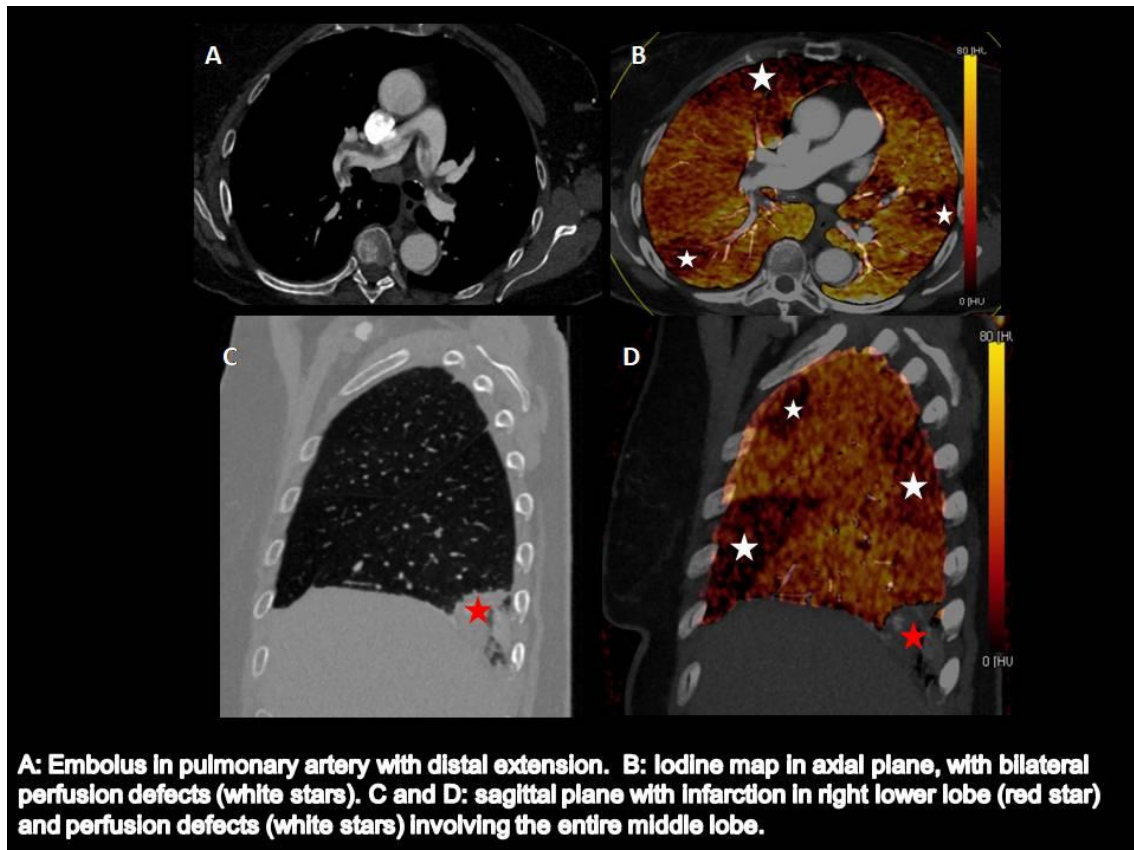 A
B
80 [HU
0 [HU
C
D
80 [HU
0 [HU
A: Embolus in pulmonary artery with distal extension.  B: Iodine map in axial plane, with bilateral
perfusion defects (white stars). C and D: sagittal plane with infarction in right lower lobe (red star)
and perfusion defects (white stars) involving the entire middle lobe.